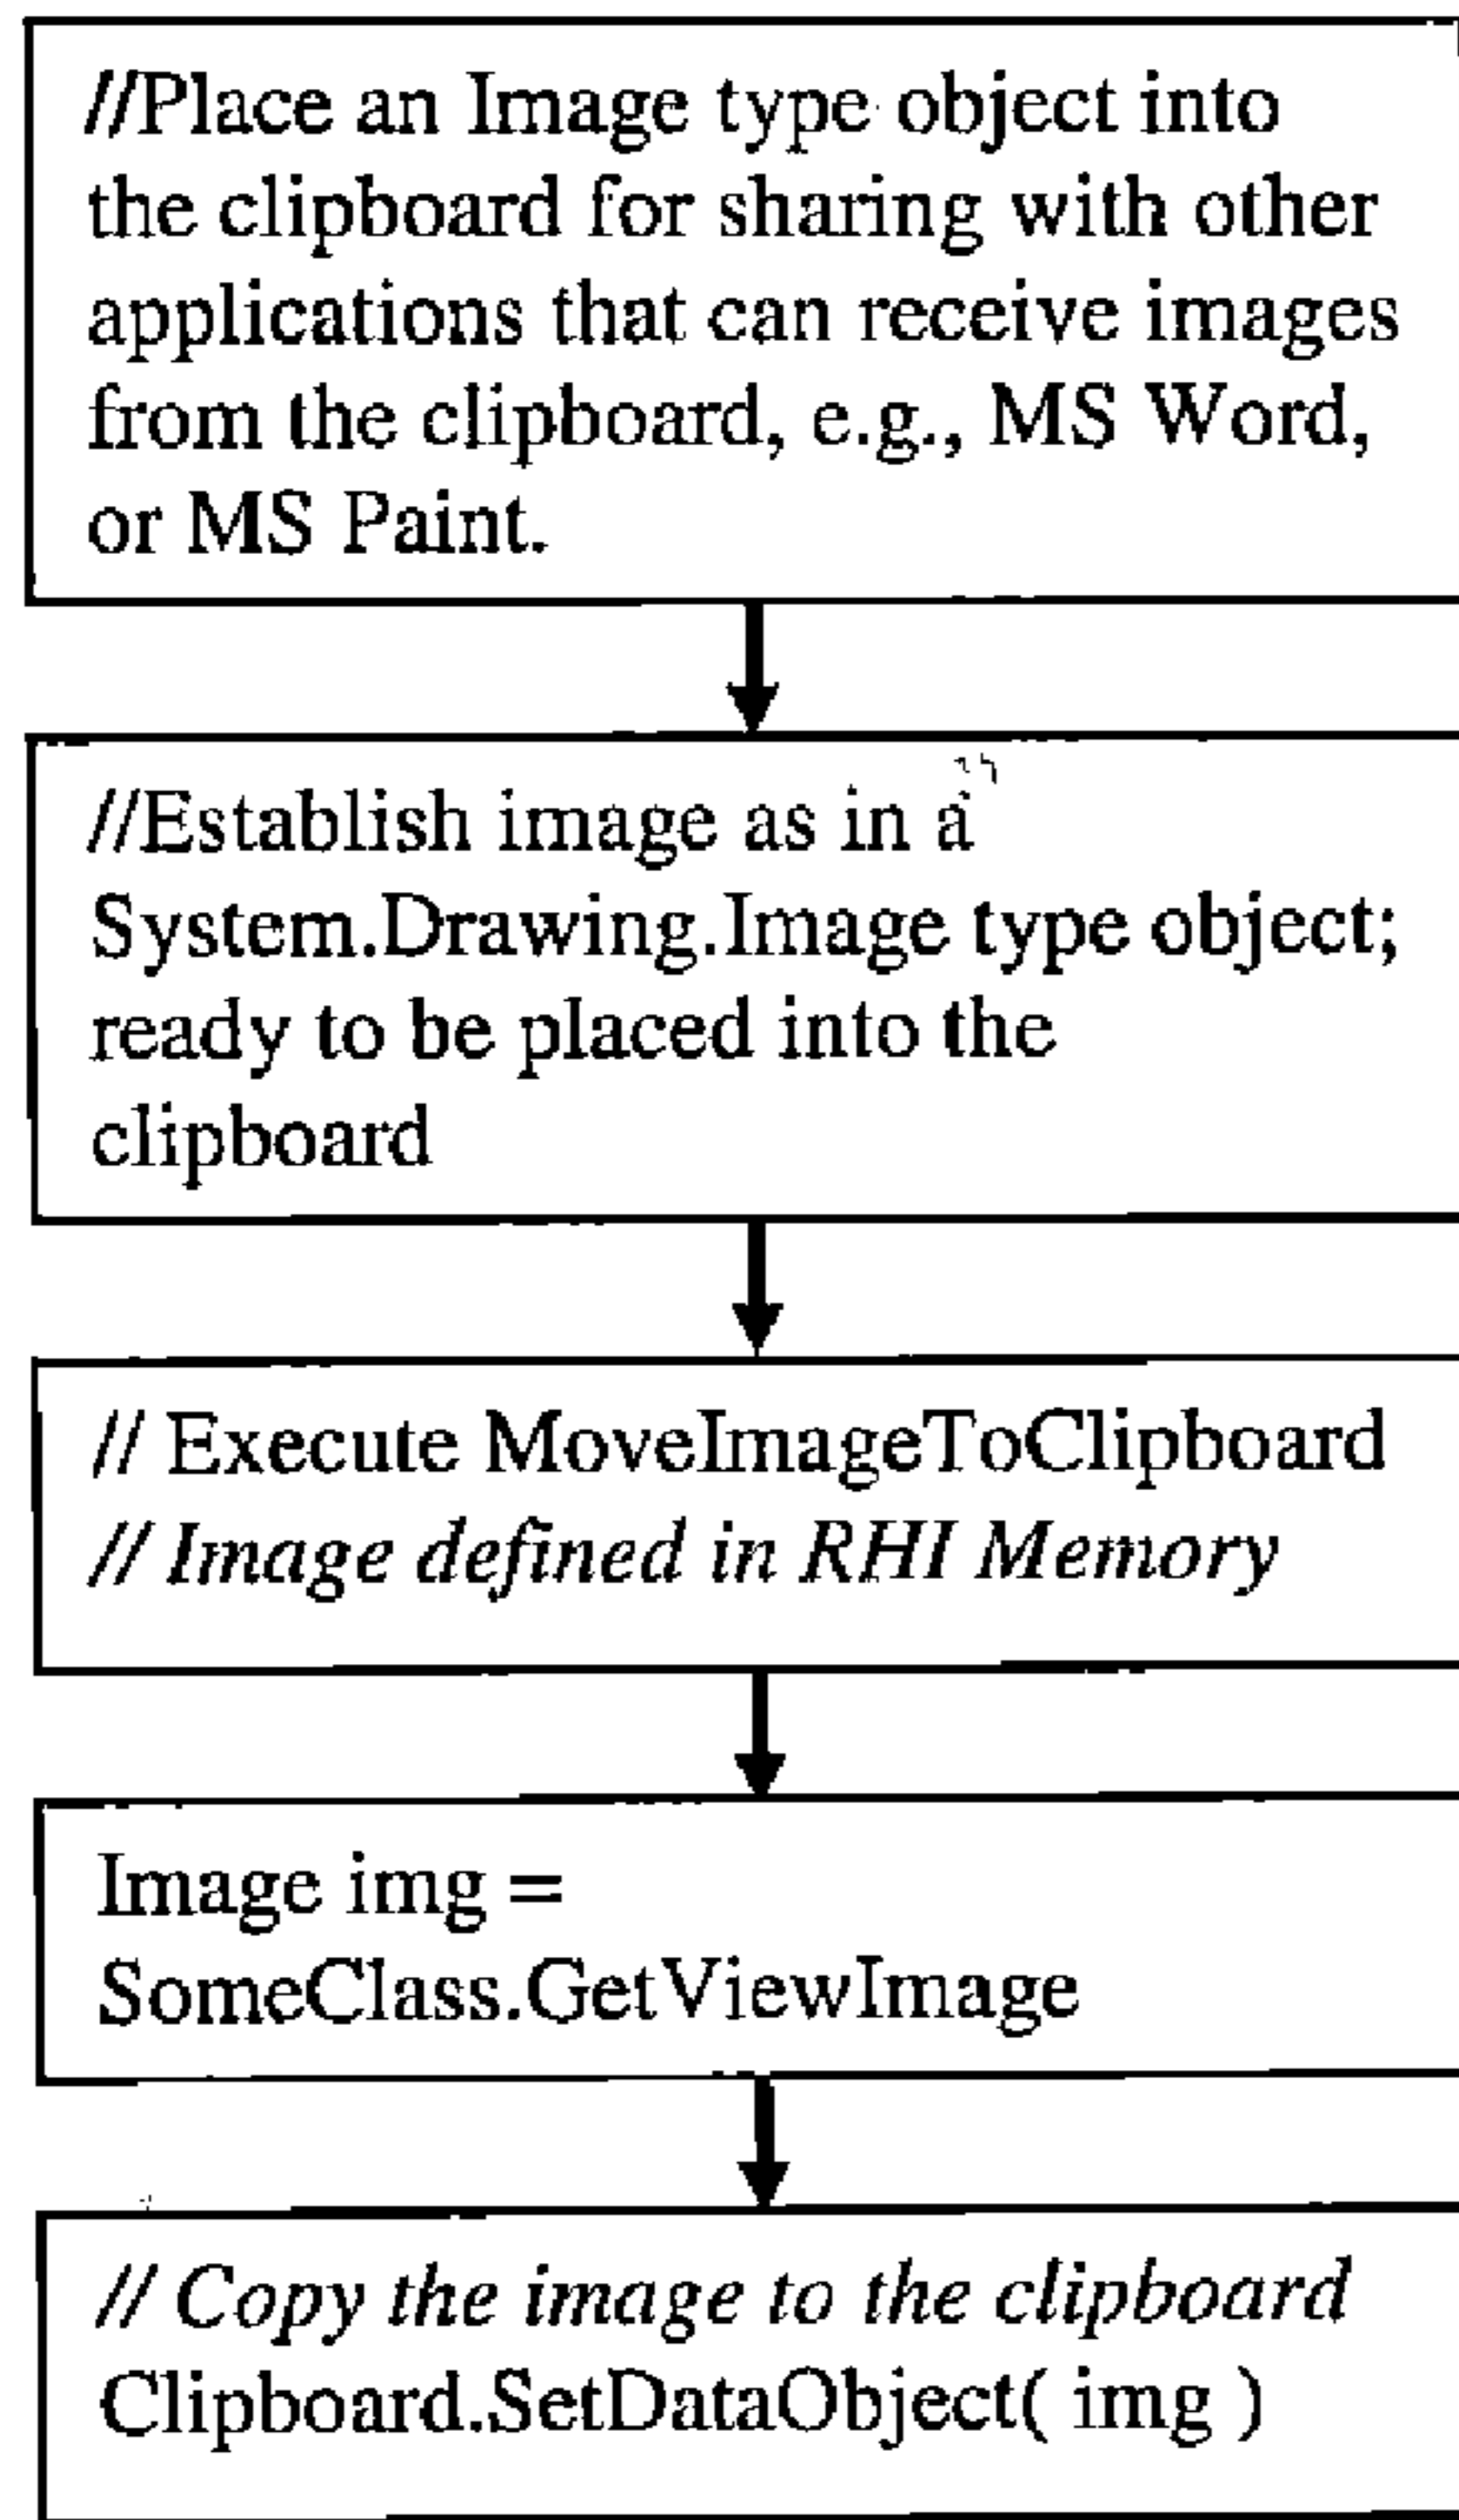 //Place an Image type object into
the clipboard for sharing with other
applications that can receive images
from the clipboard, e.g., MS Word,
or MS Paint.
//Establish image as in a
System.Drawing.Image type object;
ready to be placed into the
clipboard
// Execute MoveImageToClipboard
// Image defined in RHI Memory
Image img =
SomeClass.GetViewImage
// Copy the image to the clipboard
Clipboard.SetDataObject( img )